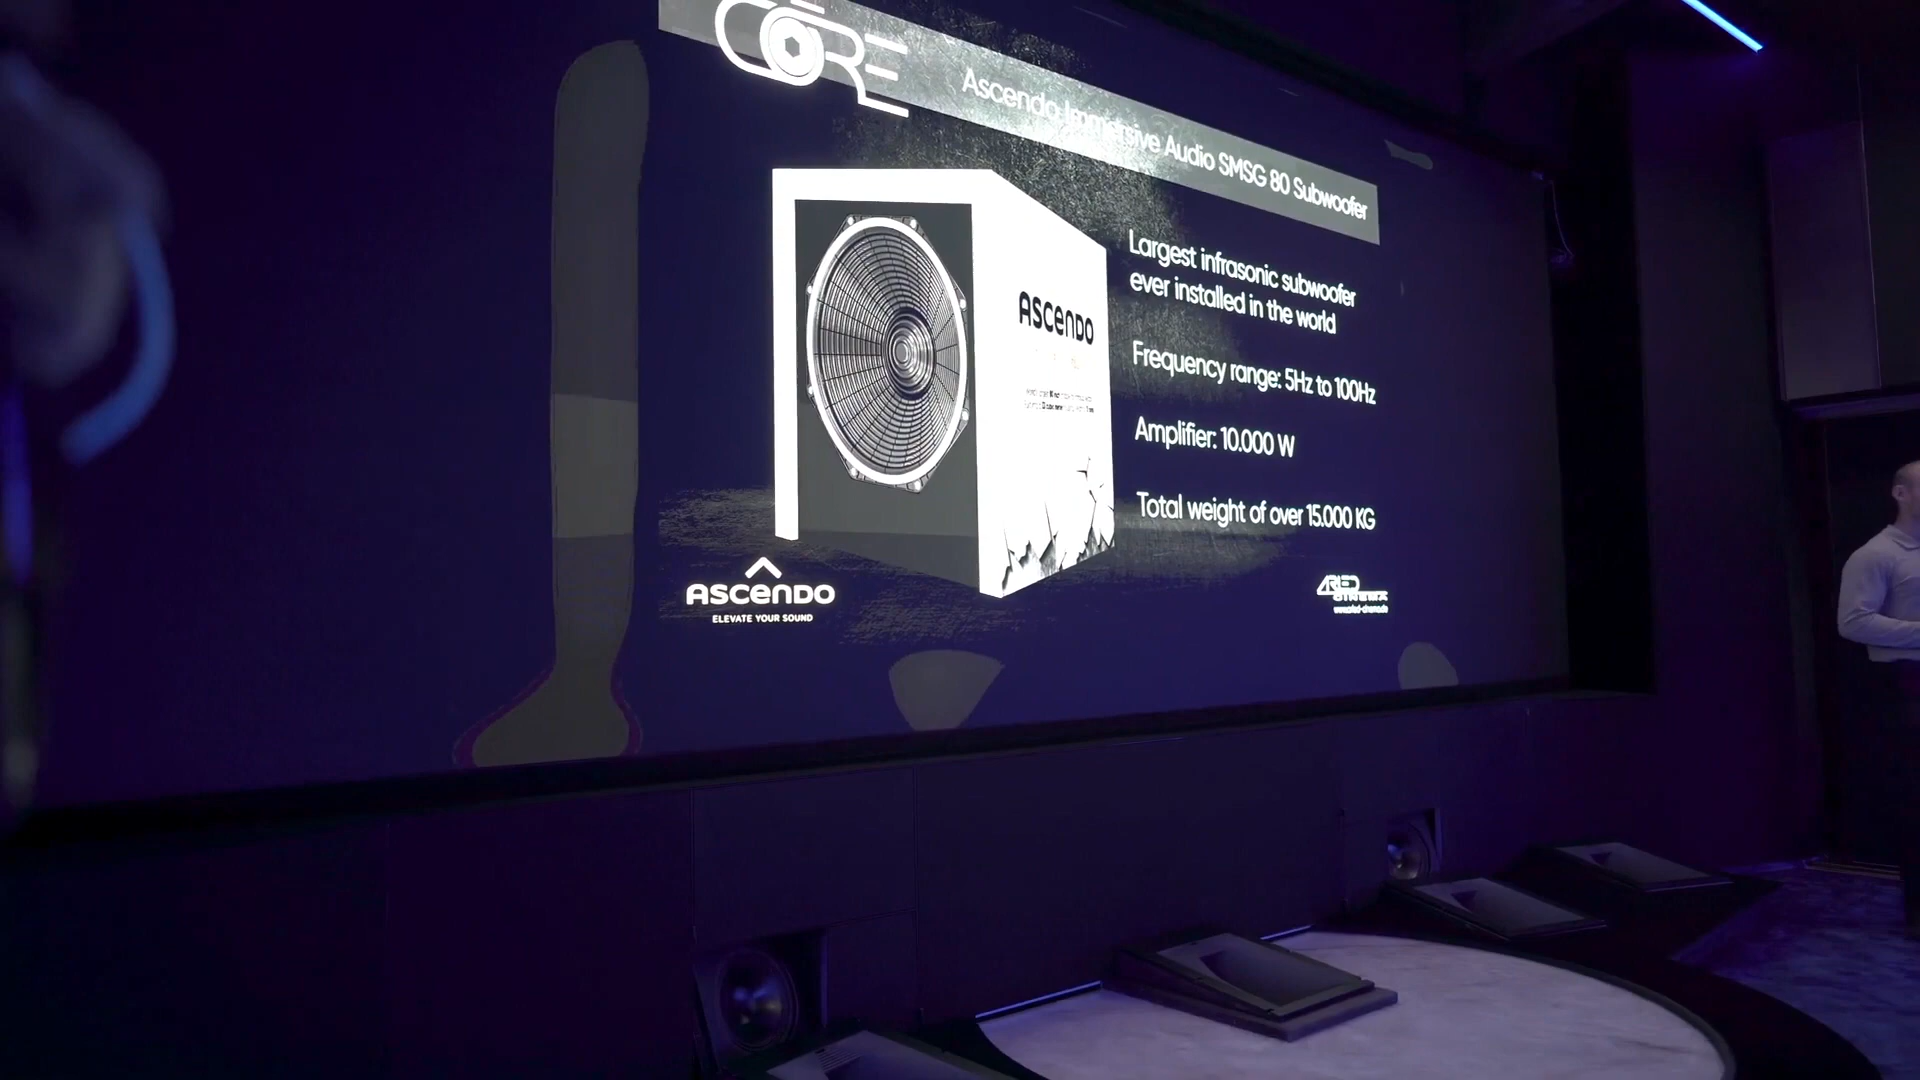 CORE
Ascendo Immersive Audio SMSG 80 Subwoofer
Largest infrasonic subwoofer
ever installed in the world
Frequency range: 5Hz to 100Hz
Amplifier: 10.000 W
Total weight of over 15.000 KG
ASCENDO
ASCENDO
ELEVATE YOUR SOUND